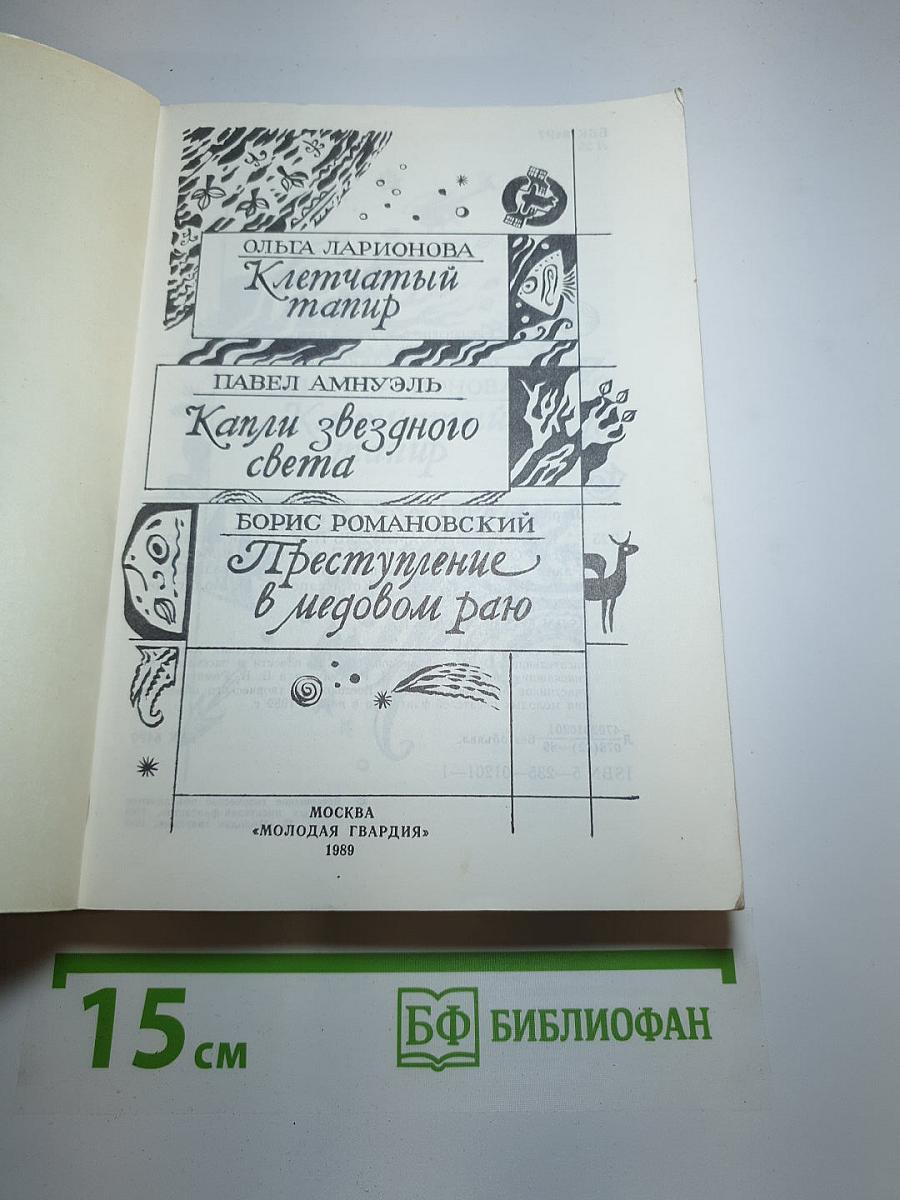 ОЛЬГА ЛАРИОНОВА
Клетчатый
тапир
ПАВЕЛ АМНУЭЛЬ
Капли звездного
света
БОРИС РОМАНОВСКИЙ
Преступление
в медовом раю
МОСКВА
«МОЛОДАЯ ГВАРДИЯ»
1989
15 см
БФ БИБЛИОФАН